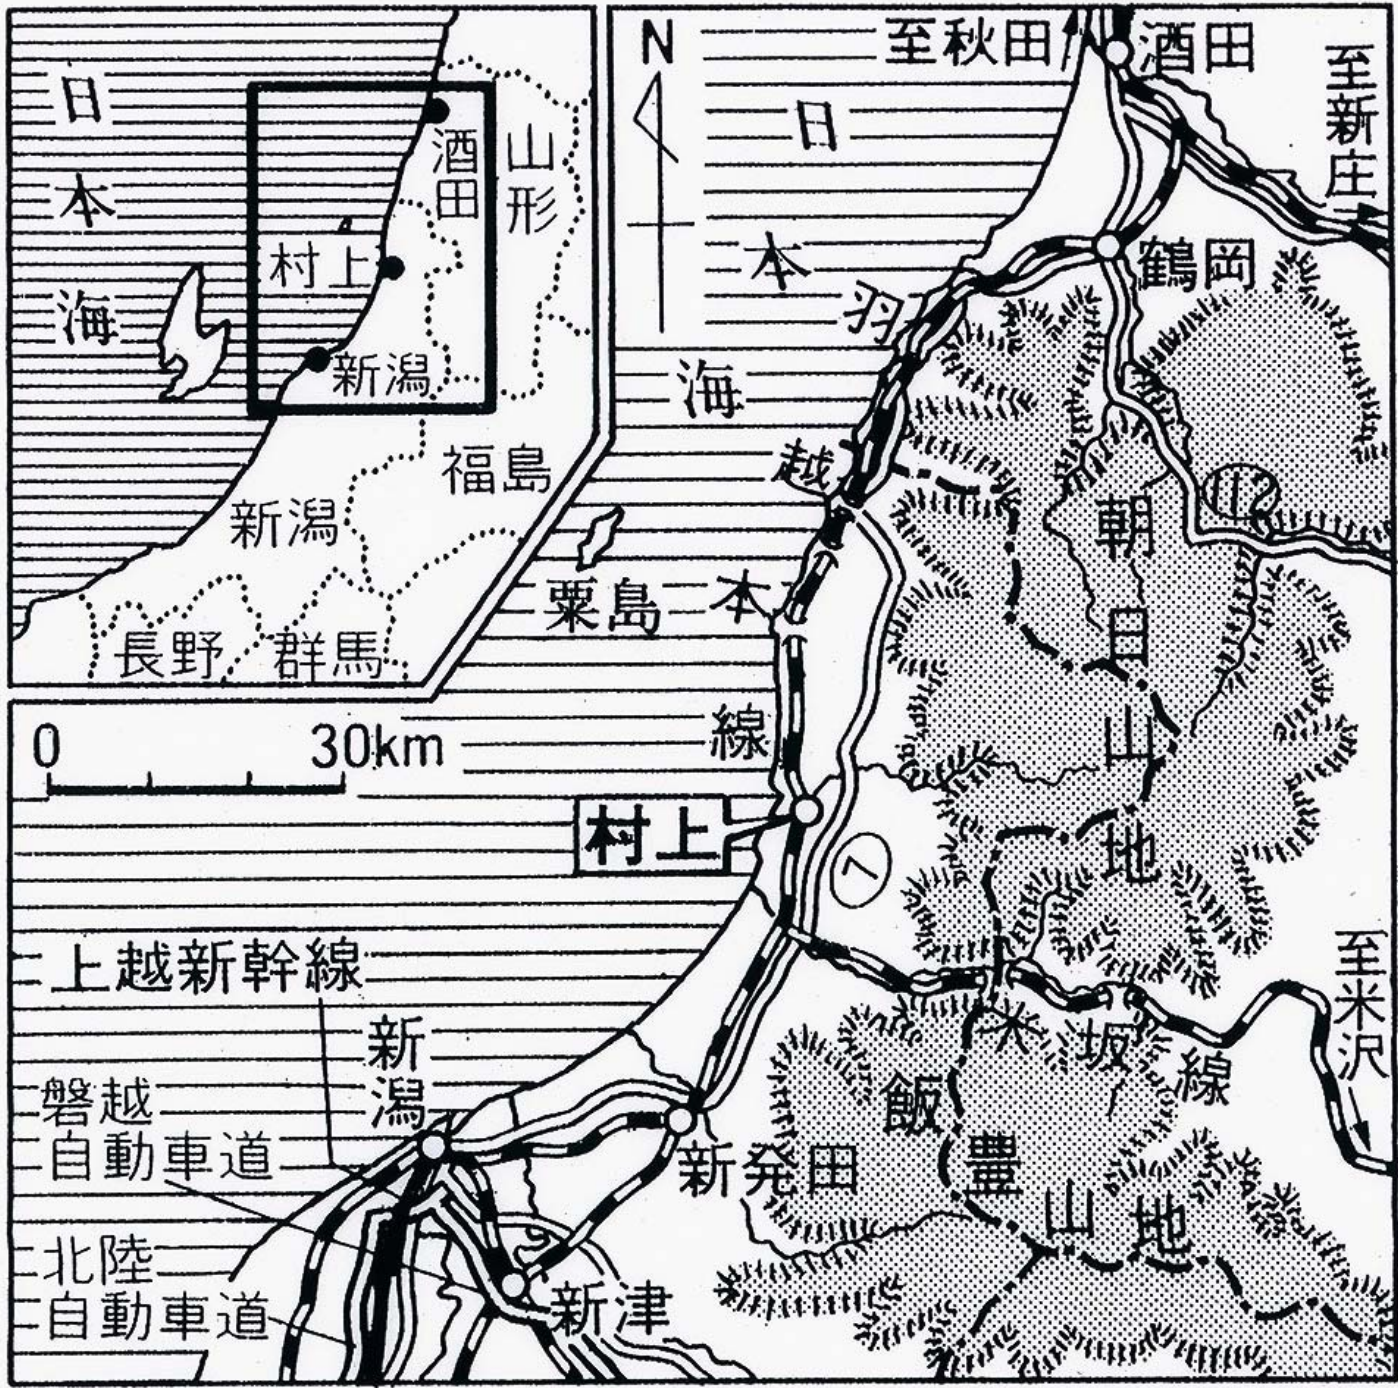 日本海
酒田
山形
村上
新潟
福島
新潟
長野
群馬
N
至秋田
酒田
至新庄
日本海
鶴岡
羽越本線
112
朝日山地
粟島
0
30km
村上
7
上越新幹線
新潟
磐越
自動車道
北陸
自動車道
新発田
新津
米坂線
至米沢
飯豊山地